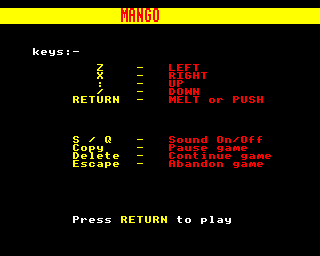 MANGO
keys:-
Z - LEFT
X - RIGHT
: - UP
/ - DOWN
RETURN - MELT or PUSH
S / Q - Sound On/Off
Copy - Pause game
Delete - Continue game
Escape - Abandon game
Press RETURN to play